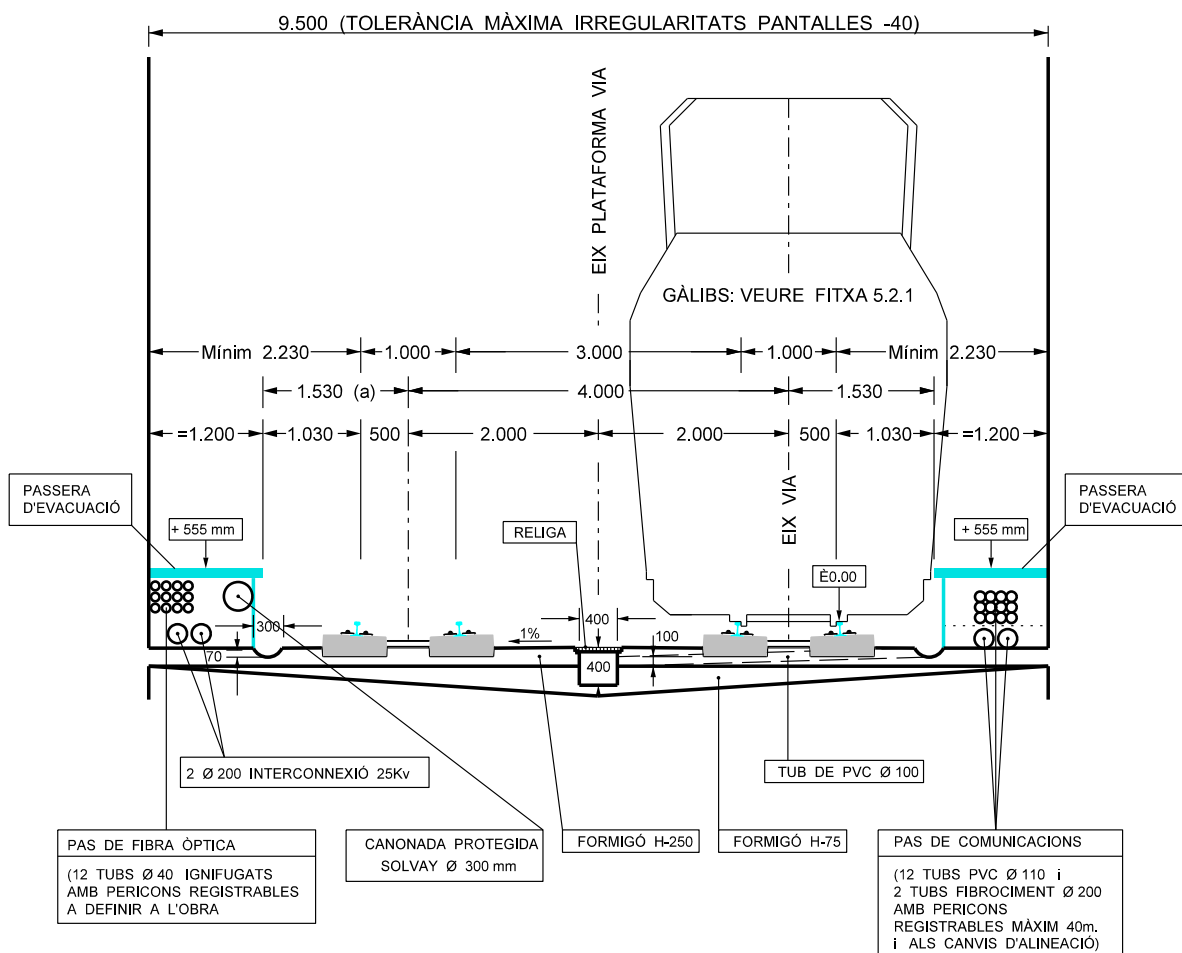 9.500 (TOLERÀNCIA MÀXIMA IRREGULARITATS PANTALLES -40)
EIX PLATAFORMA VIA
GÀLIBS: VEURE FITXA 5.2.1
Mínim 2.230
1.000
3.000
1.000
Mínim 2.230
1.530 (a)
4.000
1.530
=1.200
1.030
500
2.000
2.000
500
1.030
=1.200
EIX VIA
PASSERA
D'EVACUACIÓ
PASSERA
D'EVACUACIÓ
+ 555 mm
RELIGA
+ 555 mm
È0.00
300
400
1%
100
70
400
2 Ø 200 INTERCONNEXIÓ 25Kv
TUB DE PVC Ø 100
PAS DE FIBRA ÒPTICA
(12 TUBS Ø 40 IGNIFUGATS
AMB PERICONS REGISTRABLES
A DEFINIR A L'OBRA
CANONADA PROTEGIDA
SOLVAY Ø 300 mm
FORMIGÓ H-250
FORMIGÓ H-75
PAS DE COMUNICACIONS
(12 TUBS PVC Ø 110 i
2 TUBS FIBROCIMENT Ø 200
AMB PERICONS
REGISTRABLES MÀXIM 40m.
i ALS CANVIS D'ALINEACIÓ)